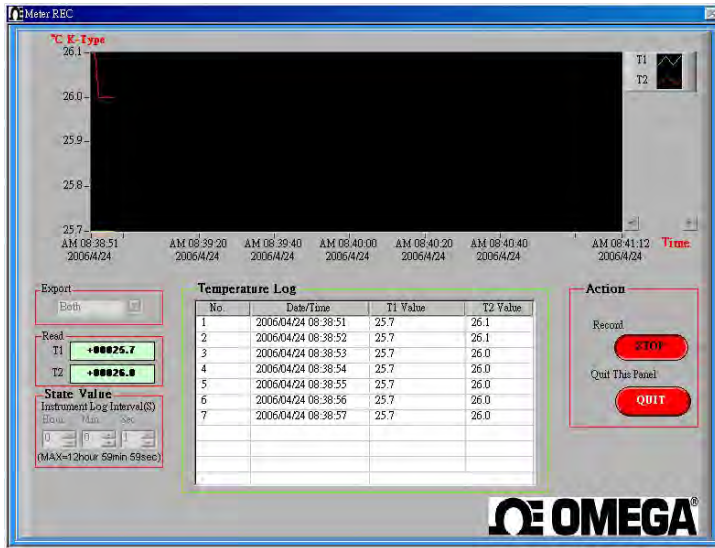 Meter REC
°C K-Type
26.1
26.0
25.9
25.8
25.7
AM 08:38:51 AM 08:39:20 AM 08:39:40 AM 08:40:00 AM 08:40:20 AM 08:40:40 AM 08:41:12 Time
2006/4/24 2006/4/24 2006/4/24 2006/4/24 2006/4/24 2006/4/24 2006/4/24
T1
T2
Export
Both
Read
T1 +00025.7
T2 +00026.0
State Value
Instrument Log Interval(S)
Hour Min Sec
0 0 1
(MAX=12hour 59min 59sec)
Temperature Log
No. Date/Time T1 Value T2 Value
1 2006/04/24 08:38:51 25.7 26.1
2 2006/04/24 08:38:52 25.7 26.1
3 2006/04/24 08:38:53 25.7 26.0
4 2006/04/24 08:38:54 25.7 26.0
5 2006/04/24 08:38:55 25.7 26.0
6 2006/04/24 08:38:56 25.7 26.0
7 2006/04/24 08:38:57 25.7 26.0
Action
Record
STOP
Quit This Panel
QUIT
OMEGA®